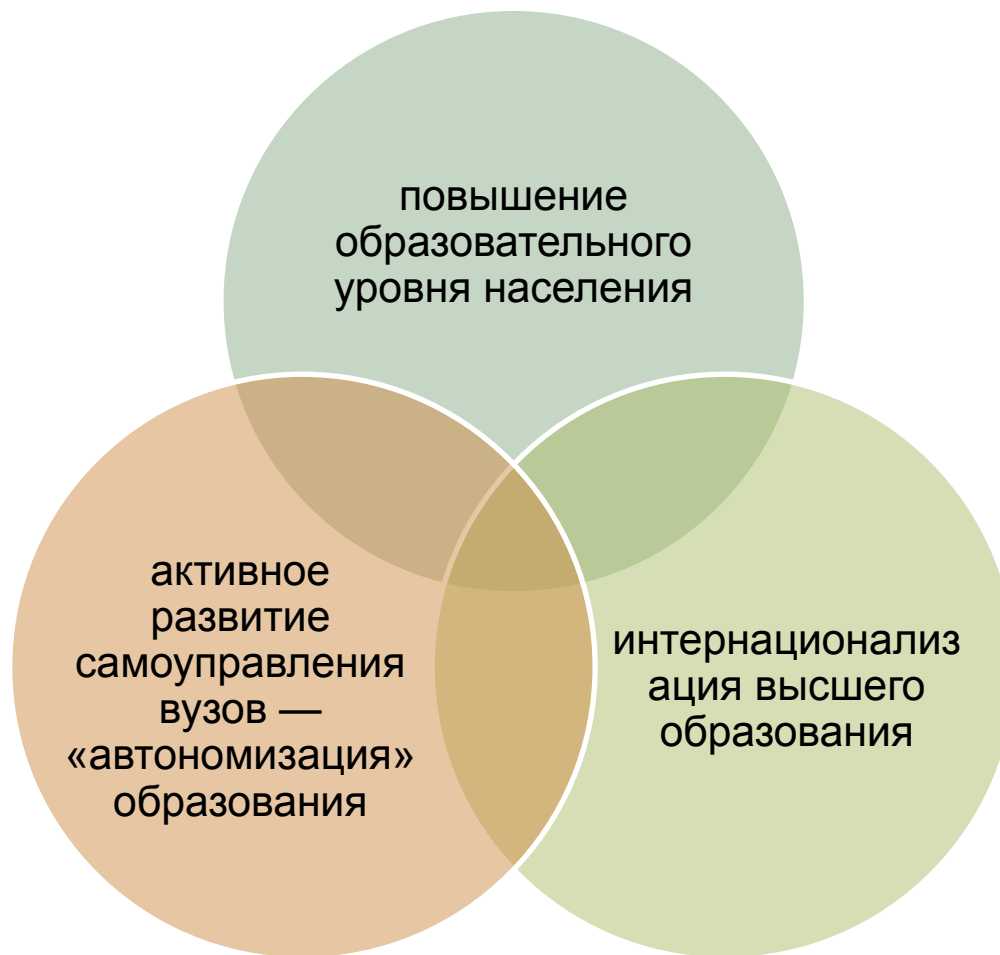 повышение
образовательного
уровня населения
активное
развитие
самоуправления
вузов —
«автономизация»
образования
интернационализ
ация высшего
образования